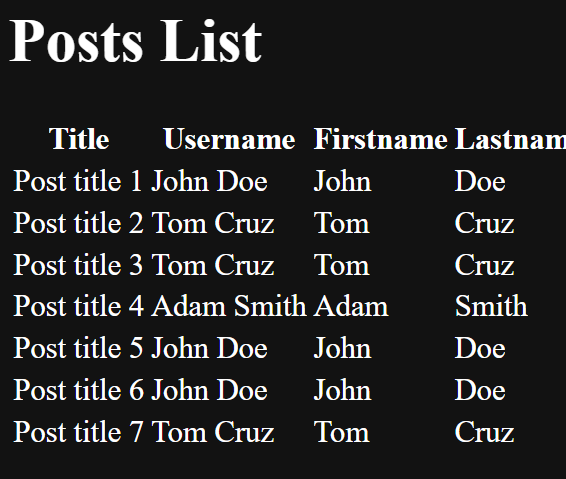 Posts List
Title Username Firstname Lastnam
Post title 1 John Doe John Doe
Post title 2 Tom Cruz Tom Cruz
Post title 3 Tom Cruz Tom Cruz
Post title 4 Adam Smith Adam Smith
Post title 5 John Doe John Doe
Post title 6 John Doe John Doe
Post title 7 Tom Cruz Tom Cruz